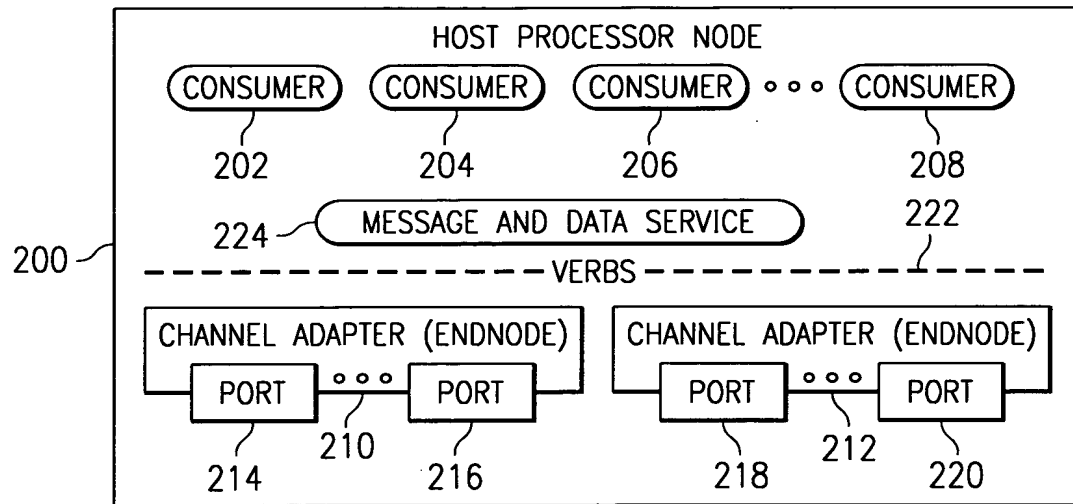 HOST PROCESSOR NODE
CONSUMER CONSUMER CONSUMER CONSUMER
202 204 206 208
224 MESSAGE AND DATA SERVICE 222
200
VERBS
CHANNEL ADAPTER (ENDNODE) CHANNEL ADAPTER (ENDNODE)
PORT PORT PORT PORT
214 210 216 218 212 220